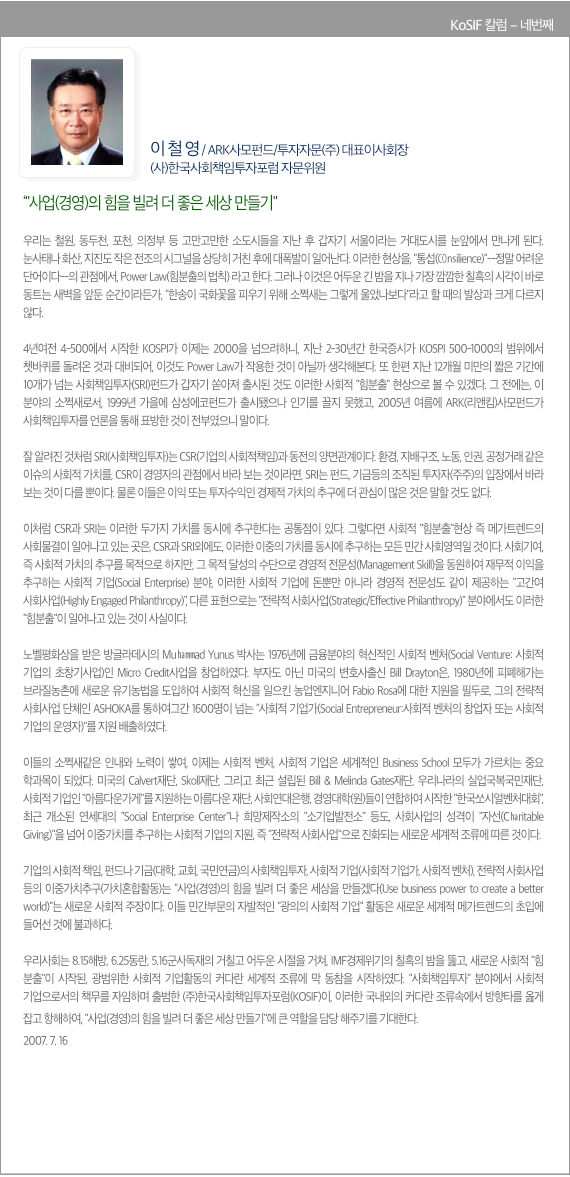 KoSIF 칼럼 - 네번째
이 철 영 / ARK사모펀드/투자자문(주) 대표이사회장
(사)한국사회책임투자포럼 자문위원
"'사업(경영)의 힘을 빌려 더 좋은 세상 만들기"
우리는 철원, 동두천, 포천, 의정부 등 고만고만한 소도시들을 지난 후 갑자기 서울이라는 거대도시를 눈앞에서 만나게 된다.
눈사태나 화산, 지진도 작은 전조의 시그널을 상당히 거친 후에 대폭발이 일어난다. 이러한 현상을, "통섭(Consilience)"---정말 어려운
단어이다---의 관점에서, Power Law(힘분출의 법칙) 라고 한다. 그러나 이것은 어두운 긴 밤을 지나 가장 깜깜한 칠흑의 시각이 바로
동트는 새벽을 앞둔 순간이라든가, "한송이 국화꽃을 피우기 위해 소쩍새는 그렇게 울었나보다"라고 할 때의 발상과 크게 다르지
않다.
4년여전 4-500에서 시작한 KOSPI가 이제는 2000을 넘으려하니, 지난 2-30년간 한국증시가 KOSPI 500-1000의 범위에서
쳇바퀴를 돌려온 것과 대비되어, 이것도 Power Law가 작용한 것이 아닐까 생각해본다. 또 한편 지난 12개월 미만의 짧은 기간에
10개가 넘는 사회책임투자(SRI)펀드가 갑자기 쏟아져 출시된 것도 이러한 사회적 "힘분출" 현상으로 볼 수 있겠다. 그 전에는, 이
분야의 소쩍새로서, 1999년 가을에 삼성에코펀드가 출시됐으나 인기를 끌지 못했고, 2005년 여름에 ARK(리앤킴)사모펀드가
사회책임투자를 언론을 통해 표방한 것이 전부였으니 말이다.
잘 알려진 것처럼 SRI(사회책임투자)는 CSR(기업의 사회적책임)과 동전의 양면관계이다. 환경, 지배구조, 노동, 인권, 공정거래 같은
이슈의 사회적 가치를, CSR이 경영자의 관점에서 바라 보는 것이라면, SRI는 펀드, 기금등의 조직된 투자자(주주)의 입장에서 바라
보는 것이 다를 뿐이다. 물론 이들은 이익 또는 투자수익인 경제적 가치의 추구에 더 관심이 많은 것은 말할 것도 없다.
이처럼 CSR과 SRI는 이러한 두가지 가치를 동시에 추구한다는 공통점이 있다. 그렇다면 사회적 "힘분출"현상 즉 메가트렌드의
사회물결이 일어나고 있는 곳은, CSR과 SRI외에도, 이러한 이중의 가치를 동시에 추구하는 모든 민간 사회영역일 것이다. 사회기여,
즉 사회적 가치의 추구를 목적으로 하지만, 그 목적 달성의 수단으로 경영적 전문성(Management Skill)을 동원하여 재무적 이익을
추구하는 사회적 기업(Social Enterprise) 분야, 이러한 사회적 기업에 돈뿐만 아니라 경영적 전문성도 같이 제공하는 "고간여
사회사업(Highly Engaged Philanthropy)", 다른 표현으로는 "전략적 사회사업(Strategic/Effective Philanthropy)" 분야에서도 이러한
"힘분출"이 일어나고 있는 것이 사실이다.
노벨평화상을 받은 방글라데시의 Muhammad Yunus 박사는 1976년에 금융분야의 혁신적인 사회적 벤처(Social Venture: 사회적
기업의 초창기사업)인 Micro Credit사업을 창업하였다. 부자도 아닌 미국의 변호사출신 Bill Drayton은, 1980년에 피폐해가는
브라질농촌에 새로운 유기농법을 도입하여 사회적 혁신을 일으킨 농업엔지니어 Fabio Rosa에 대한 지원을 필두로, 그의 전략적
사회사업 단체인 ASHOKA를 통하여그간 1600명이 넘는 "사회적 기업가(Social Entrepreneur:사회적 벤처의 창업자 또는 사회적
기업의 운영자)"를 지원 배출하였다.
이들의 소쩍새같은 인내와 노력이 쌓여, 이제는 사회적 벤처, 사회적 기업은 세계적인 Business School 모두가 가르치는 중요
학과목이 되었다. 미국의 Calvert재단, Skoll재단, 그리고 최근 설립된 Bill & Melinda Gates재단, 우리나라의 실업극복국민재단,
사회적 기업인 "아름다운가게"를 지원하는 아름다운 재단, 사회연대은행, 경영대학(원)들이 연합하여 시작한 "한국쏘시얼벤처대회",
최근 개소된 연세대의 "Social Enterprise Center"나 희망제작소의 "소기업발전소" 등도, 사회사업의 성격이 "자선(Charitable
Giving)"을 넘어 이중가치를 추구하는 사회적 기업의 지원, 즉 "전략적 사회사업"으로 진화되는 새로운 세계적 조류에 따른 것이다.
기업의 사회적 책임, 펀드나 기금(대학, 교회, 국민연금)의 사회책임투자, 사회적 기업(사회적 기업가, 사회적 벤처), 전략적 사회사업
등의 이중가치추구(가치혼합활동)는 "사업(경영)의 힘을 빌려 더 좋은 세상을 만들겠다(Use business power to create a better
world)"는 새로운 사회적 주장이다. 이들 민간부문의 자발적인 "광의의 사회적 기업" 활동은 새로운 세계적 메가트렌드의 초입에
들어선 것에 불과하다.
우리사회는 8.15해방, 6.25동란, 5.16군사독재의 거칠고 어두운 시절을 거쳐, IMF경제위기의 칠흑의 밤을 뚫고, 새로운 사회적 "힘
분출"이 시작된, 광범위한 사회적 기업활동의 커다란 세계적 조류에 막 동참을 시작하였다. "사회책임투자" 분야에서 사회적
기업으로서의 책무를 자임하며 출범한 (주)한국사회책임투자포럼(KOSIF)이, 이러한 국내외의 커다란 조류속에서 방향타를 옳게
잡고 항해하여, "사업(경영)의 힘을 빌려 더 좋은 세상 만들기"에 큰 역할을 담당 해주기를 기대한다.
2007. 7. 16